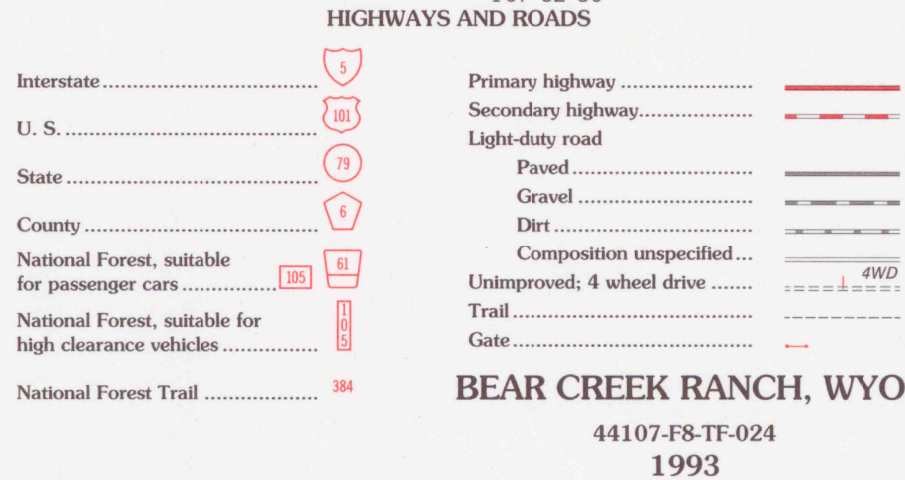 HIGHWAYS AND ROADS
Interstate ..................................... 5
U. S. ............................................ 101
State ............................................ 79
County ......................................... 6
National Forest, suitable
for passenger cars ................ 105 61
National Forest, suitable for
high clearance vehicles ................ 105
National Forest Trail ................... 384
Primary highway .......................
Secondary highway....................
Light-duty road
Paved................................
Gravel ..............................
Dirt...................................
Composition unspecified...
Unimproved; 4 wheel drive ....... 4WD
Trail..........................................
Gate..........................................
BEAR CREEK RANCH, WYO
44107-F8-TF-024
1993